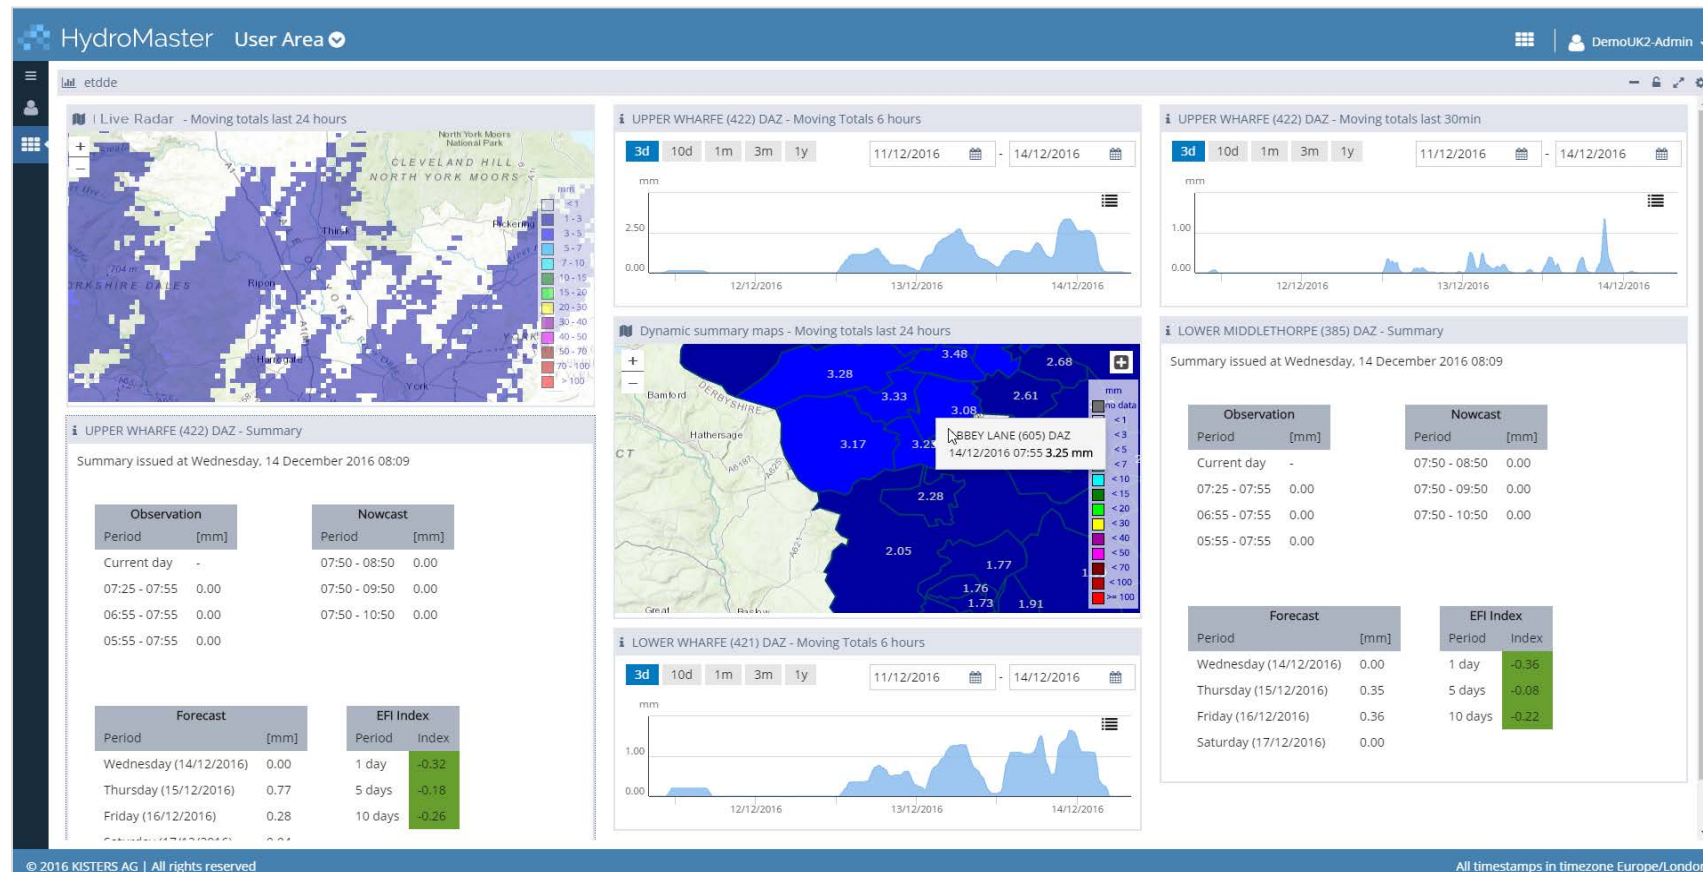 HydroMaster User Area
DemoUK2-Admin
etdde
Live Radar - Moving totals last 24 hours
+
−
North York Moors
National Park
CLEVELAND HILL
NORTH YORK MOORS
Pickering
Thirsk
704 m
YORKSHIRE DALES
Ripon
Harrogate
York
mm
<1
1 - 3
3 - 5
5 - 7
7 - 10
10 - 15
15 - 20
20 - 30
30 - 40
40 - 50
50 - 70
70 - 100
> 100
UPPER WHARFE (422) DAZ - Summary
Summary issued at Wednesday, 14 December 2016 08:09
Observation
Period [mm]
Current day -
07:25 - 07:55 0.00
06:55 - 07:55 0.00
05:55 - 07:55 0.00
Nowcast
Period [mm]
07:50 - 08:50 0.00
07:50 - 09:50 0.00
07:50 - 10:50 0.00
Forecast
Period [mm]
Wednesday (14/12/2016) 0.00
Thursday (15/12/2016) 0.77
Friday (16/12/2016) 0.28
EFI Index
Period Index
1 day -0.32
5 days -0.18
10 days -0.26
UPPER WHARFE (422) DAZ - Moving Totals 6 hours
3d 10d 1m 3m 1y 11/12/2016 - 14/12/2016
mm
2.50
0.00
12/12/2016 13/12/2016 14/12/2016
Dynamic summary maps - Moving totals last 24 hours
+
−
Bamford
DERBYSHIRE
Hathersage
CT
A6187
A625
A621
Great
Baslow
3.48
2.68
3.28
3.33
2.61
3.08
3.17
2.28
2.05
1.77
1.76
1.73
1.91
BBEY LANE (605) DAZ
14/12/2016 07:55 3.25 mm
mm
no data
< 1
< 3
< 5
< 7
< 10
< 15
< 20
< 30
< 40
< 50
< 70
< 100
>= 100
LOWER WHARFE (421) DAZ - Moving Totals 6 hours
3d 10d 1m 3m 1y 11/12/2016 - 14/12/2016
mm
1.00
0.00
12/12/2016 13/12/2016 14/12/2016
UPPER WHARFE (422) DAZ - Moving totals last 30min
3d 10d 1m 3m 1y 11/12/2016 - 14/12/2016
mm
1.00
0.00
12/12/2016 13/12/2016 14/12/2016
LOWER MIDDLETHORPE (385) DAZ - Summary
Summary issued at Wednesday, 14 December 2016 08:09
Observation
Period [mm]
Current day -
07:25 - 07:55 0.00
06:55 - 07:55 0.00
05:55 - 07:55 0.00
Nowcast
Period [mm]
07:50 - 08:50 0.00
07:50 - 09:50 0.00
07:50 - 10:50 0.00
Forecast
Period [mm]
Wednesday (14/12/2016) 0.00
Thursday (15/12/2016) 0.35
Friday (16/12/2016) 0.36
Saturday (17/12/2016) 0.00
EFI Index
Period Index
1 day -0.36
5 days -0.08
10 days -0.22
© 2016 KISTERS AG | All rights reserved
All timestamps in timezone Europe/London